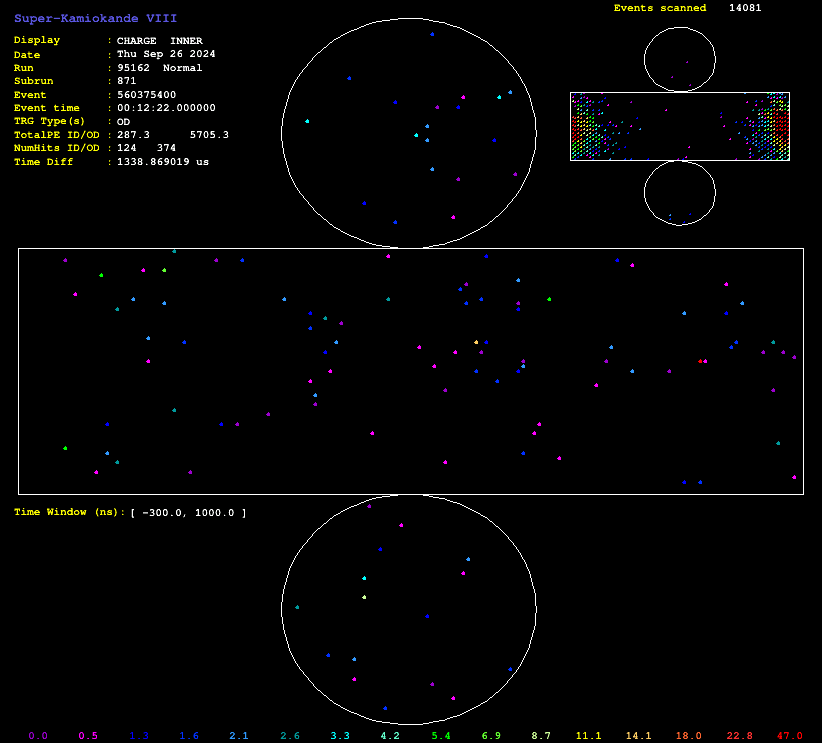 Super-Kamiokande VIII
Events scanned 14081
Display : CHARGE INNER
Date : Thu Sep 26 2024
Run : 95162 Normal
Subrun : 871
Event : 560375400
Event time : 00:12:22.000000
TRG Type(s) : OD
TotalPE ID/OD : 287.3 5705.3
NumHits ID/OD : 124 374
Time Diff : 1338.869019 us
Time Window (ns): [ -300.0, 1000.0 ]
0.0 0.5 1.3 1.6 2.1 2.6 3.3 4.2 5.4 6.9 8.7 11.1 14.1 18.0 22.8 47.0